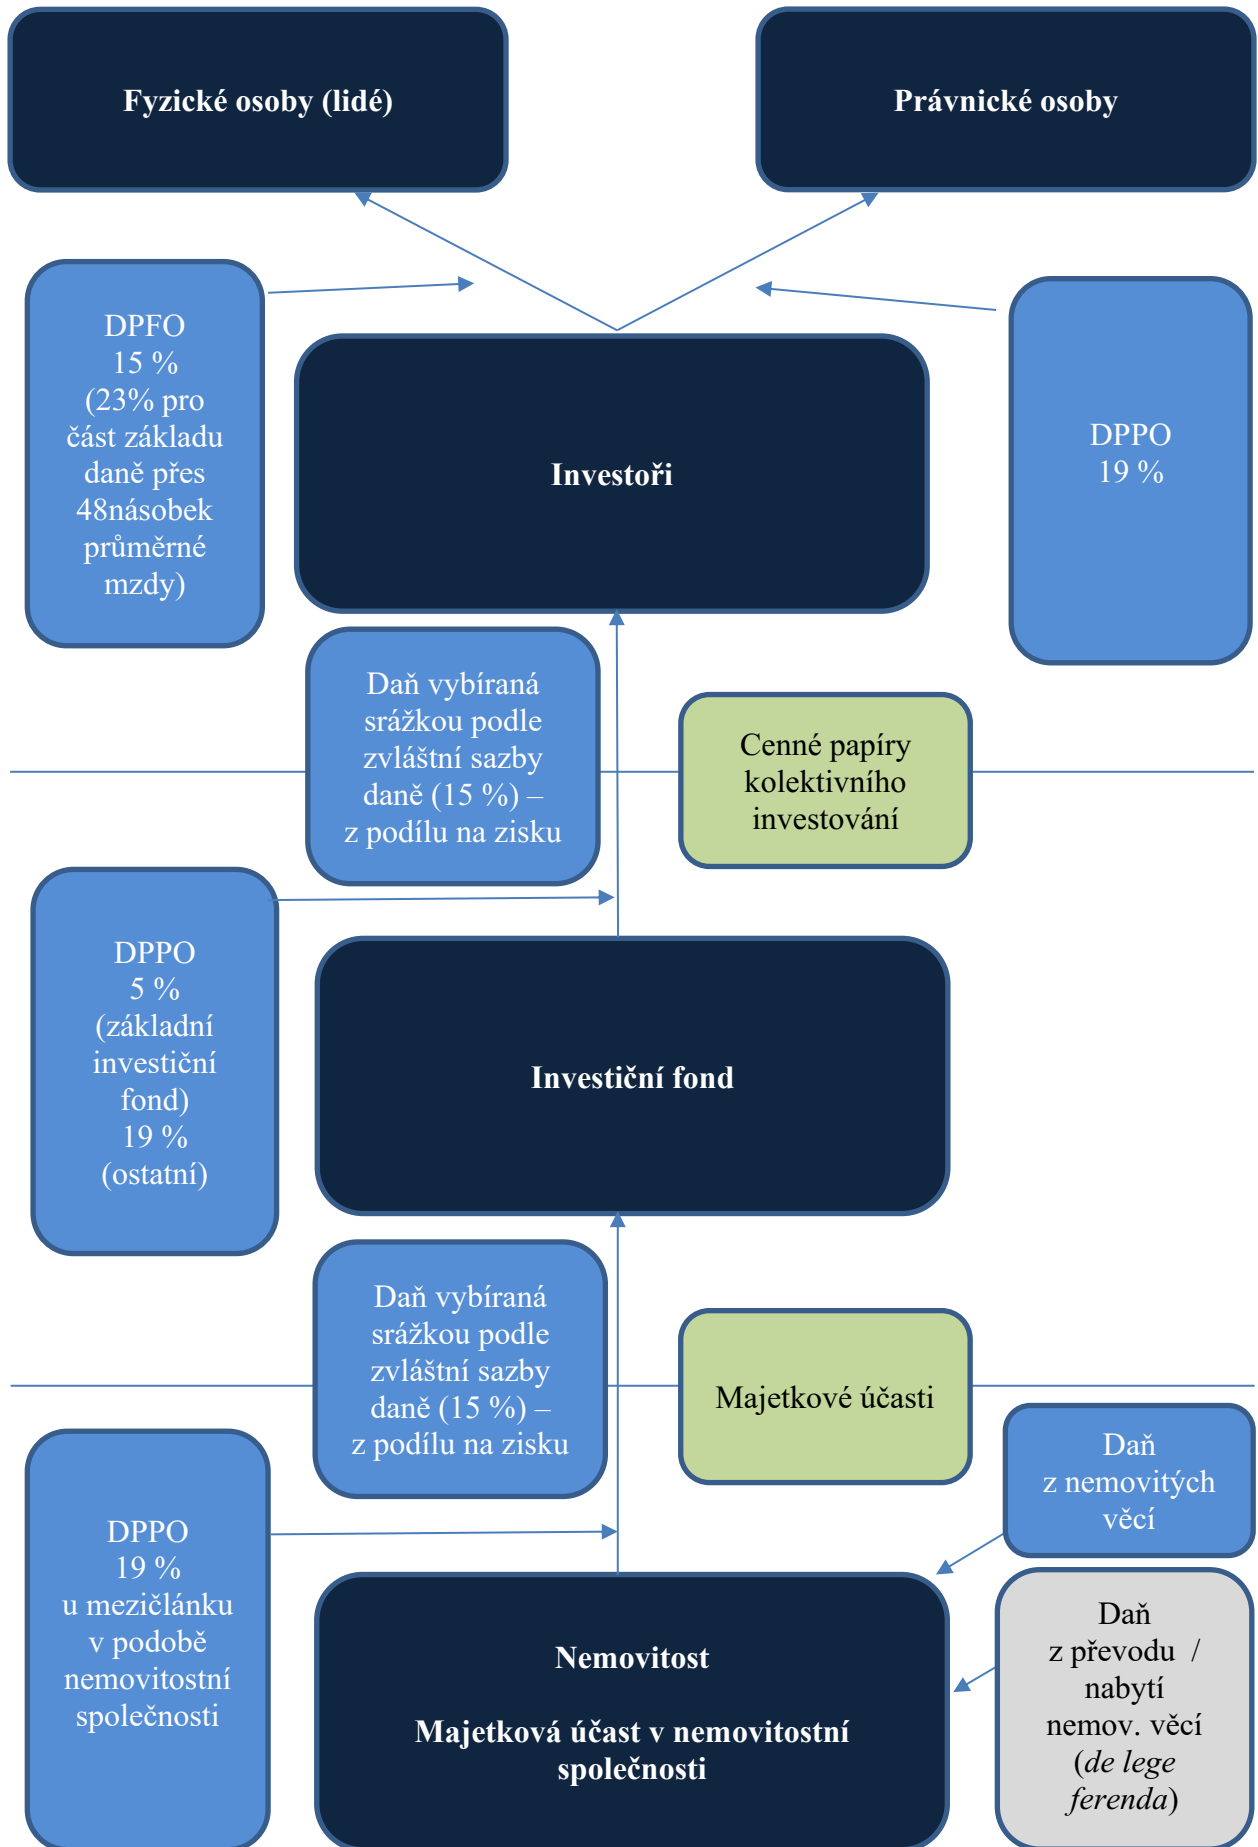 Fyzické osoby (lidé)
Právnické osoby
DPFO
15 %
(23% pro
část základu
daně přes
48násobek
průměrné
mzdy)
Investoři
DPPO
19 %
Daň vybíraná
srážkou podle
zvláštní sazby
daně (15 %) –
z podílu na zisku
Cenné papíry
kolektivního
investování
DPPO
5 %
(základní
investiční
fond)
19 %
(ostatní)
Investiční fond
Daň vybíraná
srážkou podle
zvláštní sazby
daně (15 %) –
z podílu na zisku
Majetkové účasti
Daň
z nemovitých
věcí
DPPO
19 %
u mezičlánku
v podobě
nemovitostní
společnosti
Nemovitost
Majetková účast v nemovitostní
společnosti
Daň
z převodu /
nabytí
nemov. věcí
(de lege
ferenda)